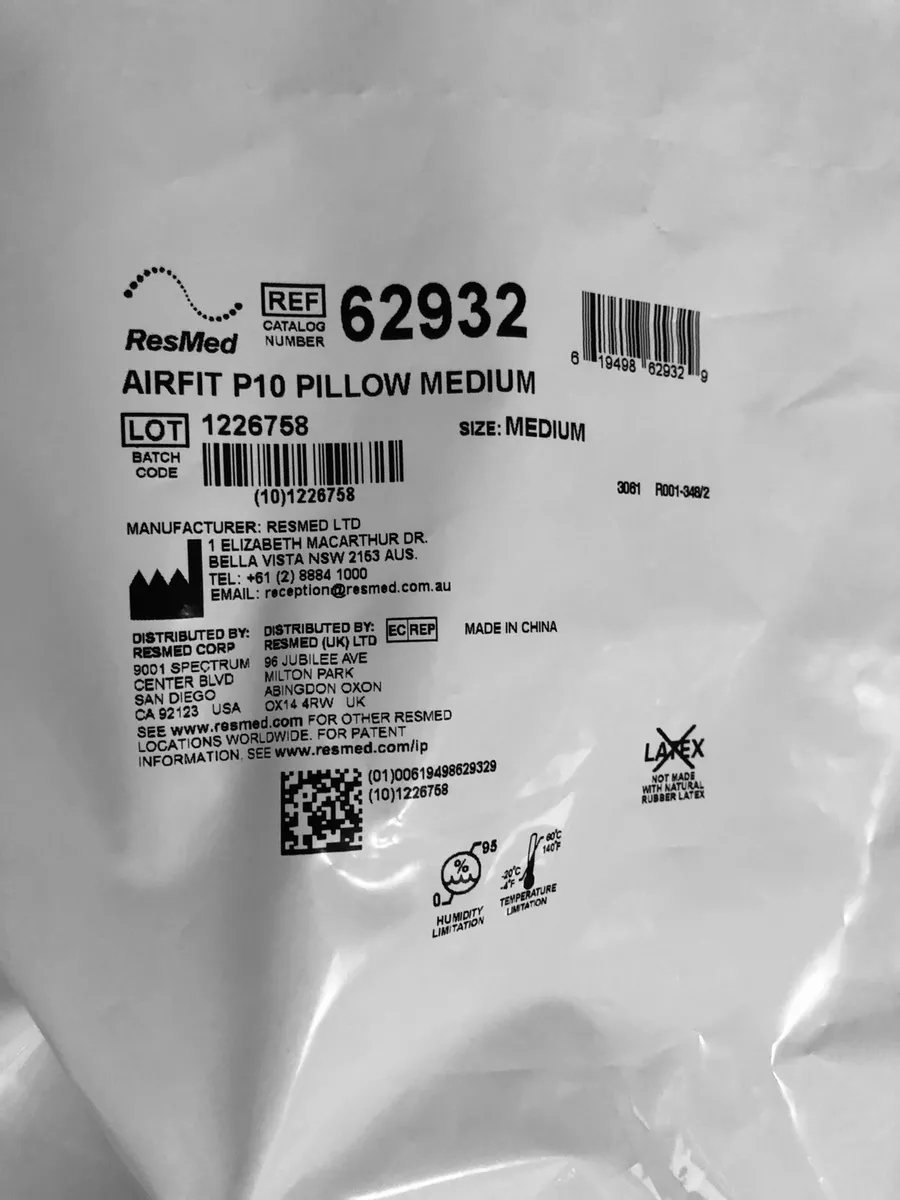 ResMed
REF
CATALOG
NUMBER
62932
6 19498 62932 9
AIRFIT P10 PILLOW MEDIUM
LOT
BATCH
CODE
1226758
(10)1226758
SIZE: MEDIUM
3061 R001-348/2
MANUFACTURER: RESMED LTD
1 ELIZABETH MACARTHUR DR.
BELLA VISTA NSW 2153 AUS.
TEL: +61 (2) 8884 1000
EMAIL: reception@resmed.com.au
DISTRIBUTED BY:
RESMED CORP
9001 SPECTRUM
CENTER BLVD
SAN DIEGO
CA 92123 USA
DISTRIBUTED BY:
RESMED (UK) LTD
96 JUBILEE AVE
MILTON PARK
ABINGDON OXON
OX14 4RW UK
EC REP
MADE IN CHINA
SEE www.resmed.com FOR OTHER RESMED
LOCATIONS WORLDWIDE. FOR PATENT
INFORMATION, SEE www.resmed.com/ip
(01)00619498629329
(10)1226758
LATEX
NOT MADE
WITH NATURAL
RUBBER LATEX
95
%
0
HUMIDITY
LIMITATION
60°C
140°F
-20°C
-4°F
TEMPERATURE
LIMITATION